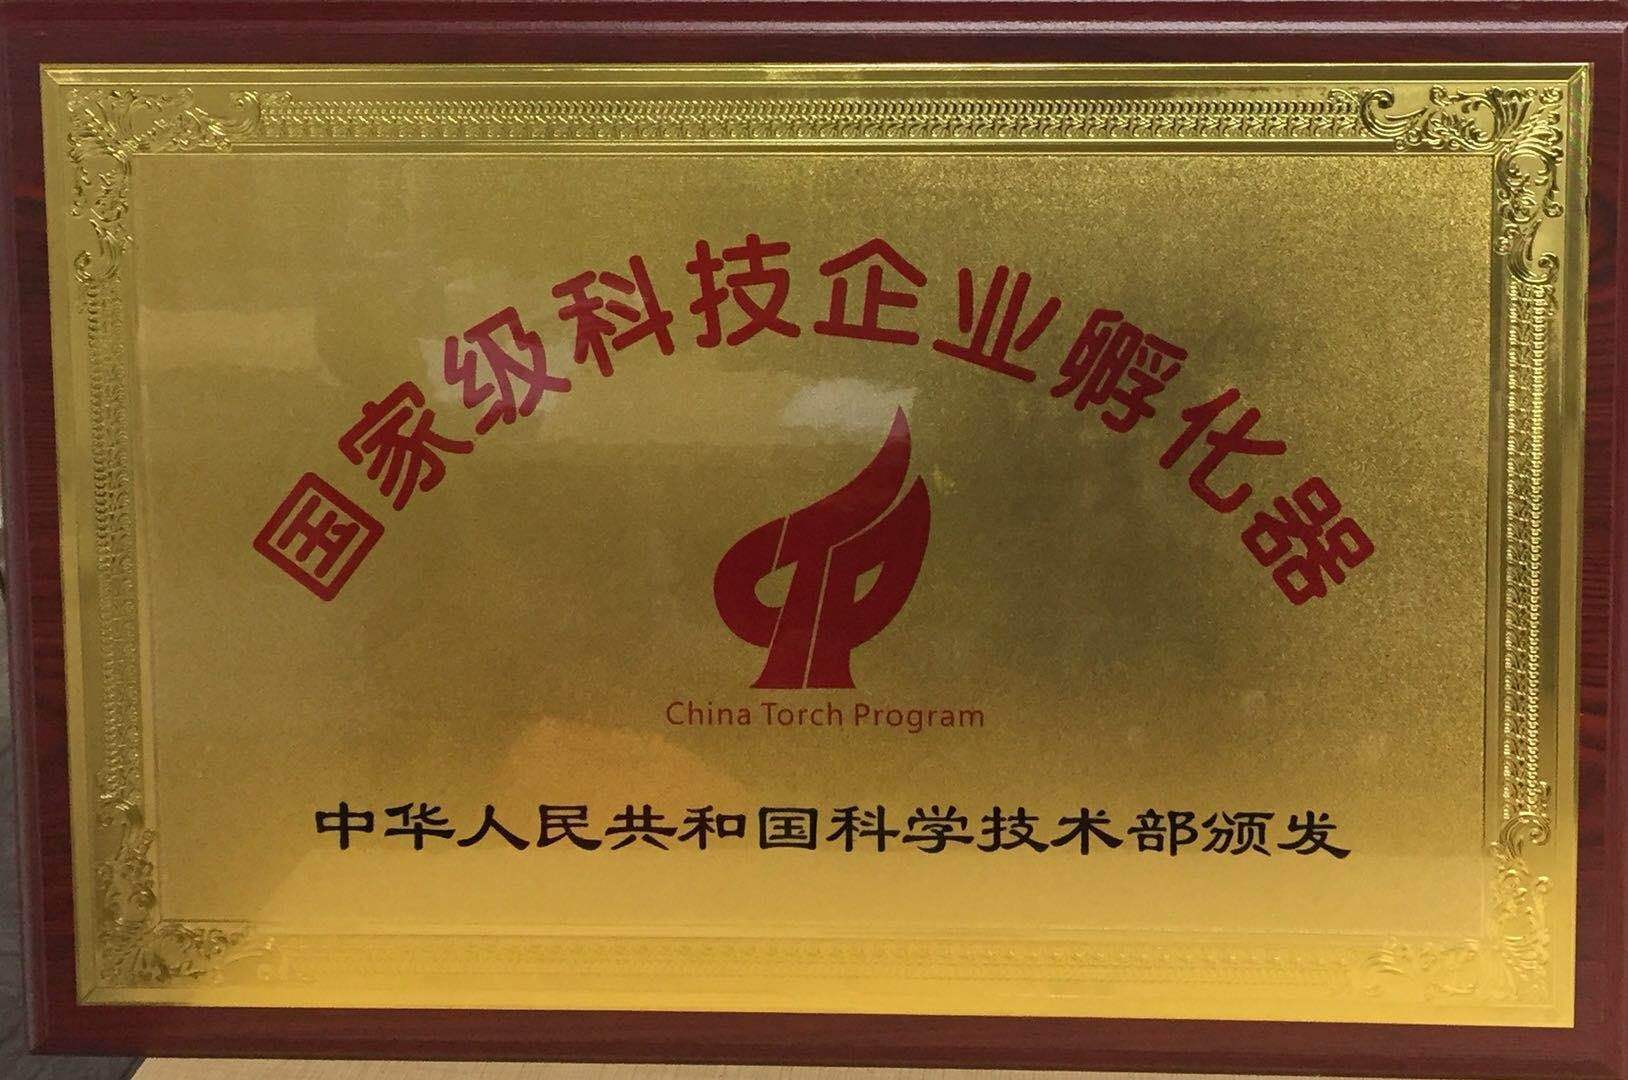 国家级科技企业孵化器
China Torch Program
中华人民共和国科学技术部颁发